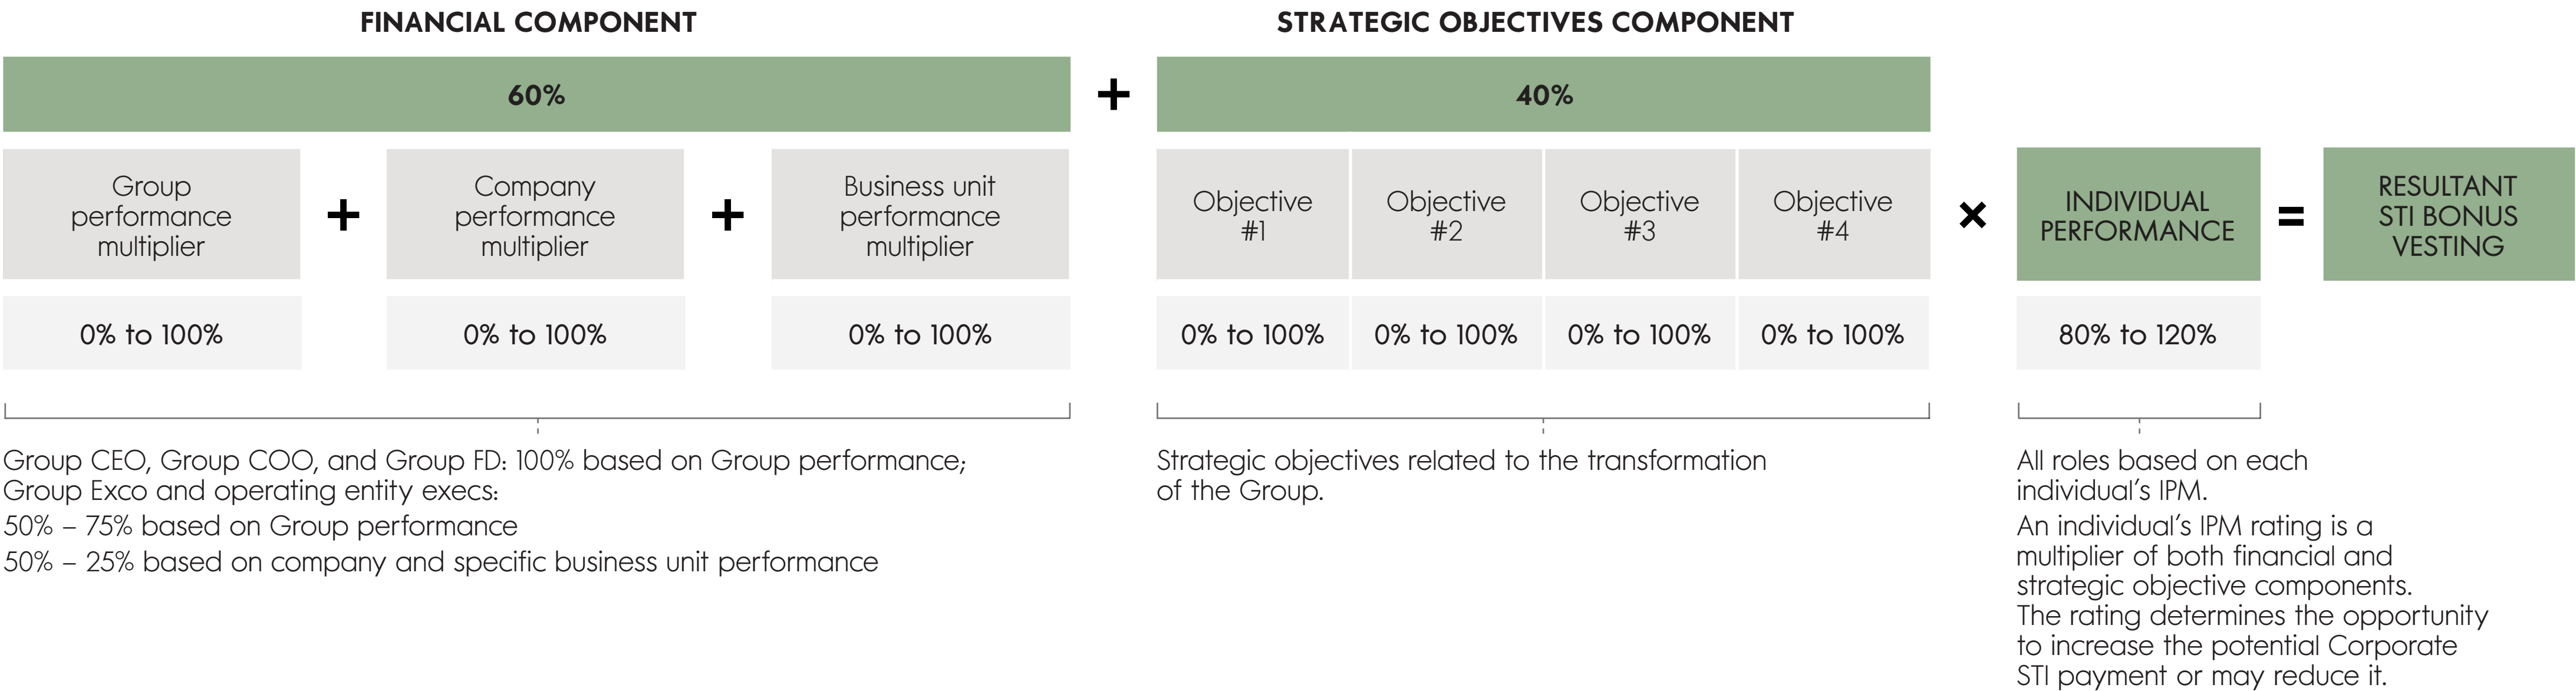 FINANCIAL COMPONENT
60%
Group
performance
multiplier
+
Company
performance
multiplier
+
Business unit
performance
multiplier
0% to 100%
0% to 100%
0% to 100%
Group CEO, Group COO, and Group FD: 100% based on Group performance;
Group Exco and operating entity execs:
50% – 75% based on Group performance
50% – 25% based on company and specific business unit performance
+
STRATEGIC OBJECTIVES COMPONENT
40%
Objective
#1
Objective
#2
Objective
#3
Objective
#4
0% to 100%
0% to 100%
0% to 100%
0% to 100%
Strategic objectives related to the transformation
of the Group.
×
INDIVIDUAL
PERFORMANCE
80% to 120%
All roles based on each
individual’s IPM.
An individual’s IPM rating is a
multiplier of both financial and
strategic objective components.
The rating determines the opportunity
to increase the potential Corporate
STI payment or may reduce it.
=
RESULTANT
STI BONUS
VESTING